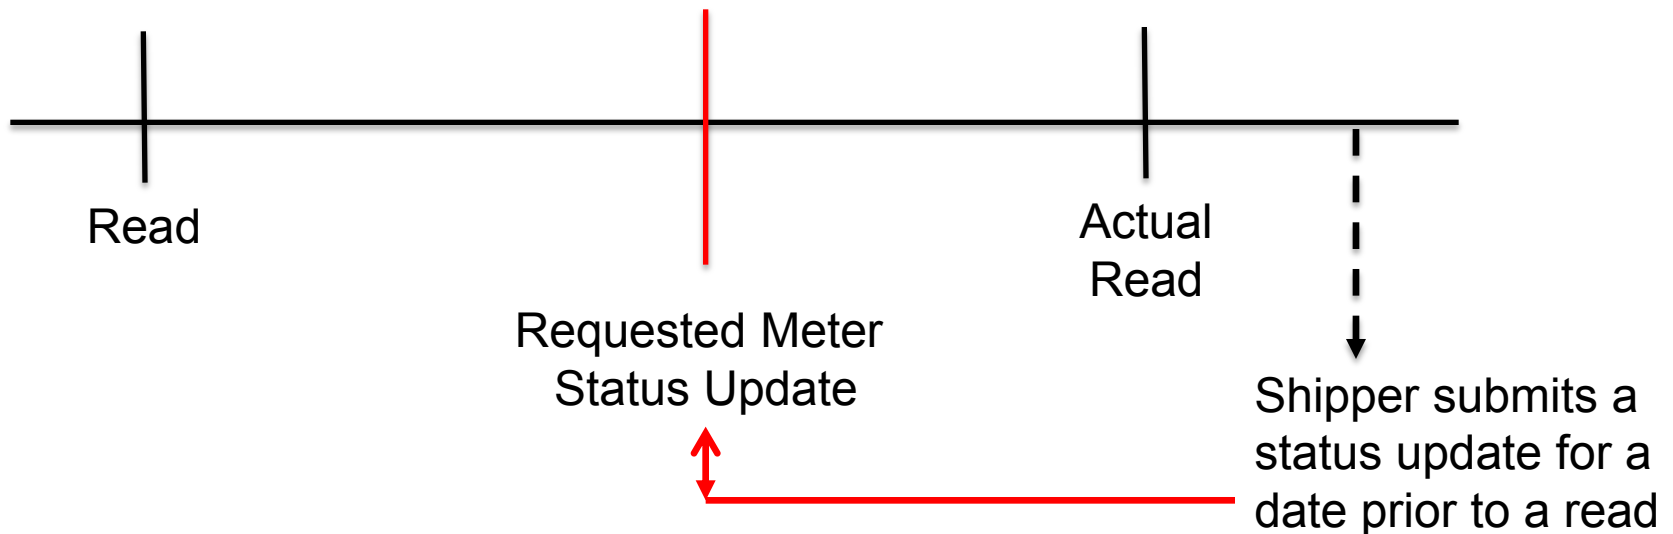 Read
Actual
Read
Requested Meter
Status Update
Shipper submits a
status update for a
date prior to a read